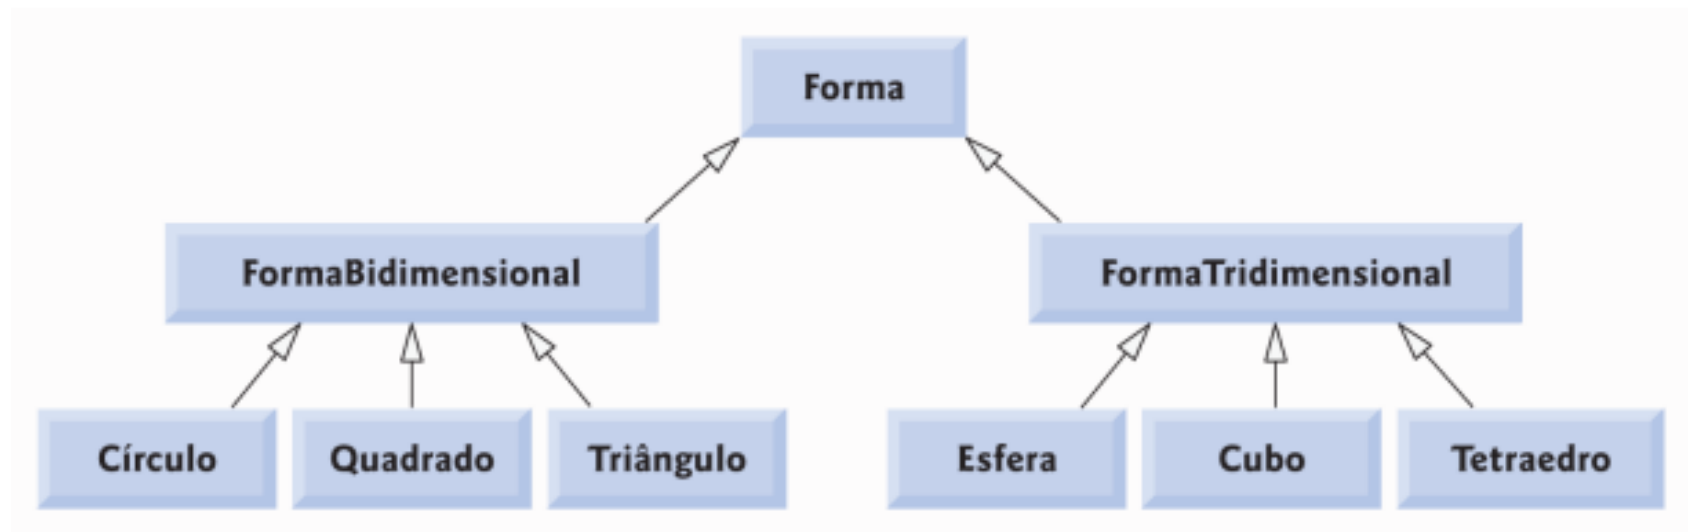 Forma
FormaBidimensional
FormaTridimensional
Círculo
Quadrado
Triângulo
Esfera
Cubo
Tetraedro